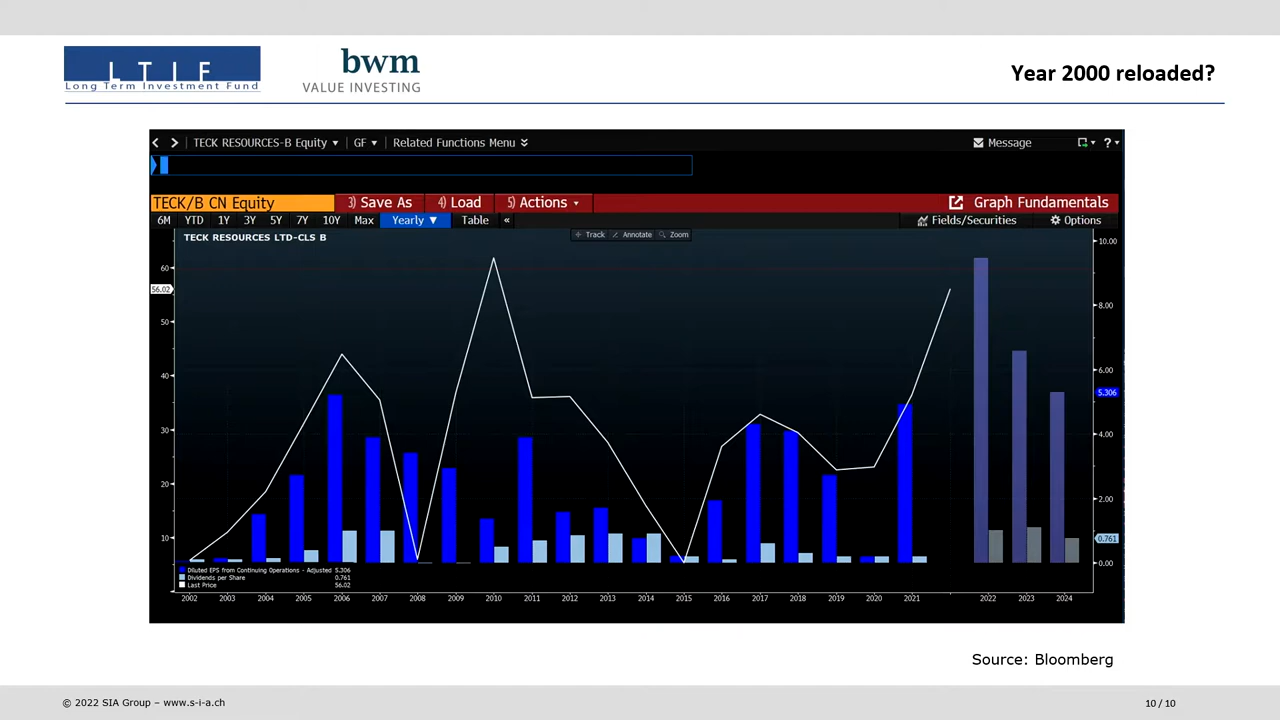 L T I F
Long Term Investment Fund
bwm
VALUE INVESTING
Year 2000 reloaded?
TECK RESOURCES-B Equity GF Related Functions Menu
Message
?
TECK/B CN Equity 3) Save As 4) Load 5) Actions Graph Fundamentals
6M YTD 1Y 3Y 5Y 7Y 10Y Max Yearly ▼ Table « Fields/Securities Options
TECK RESOURCES LTD-CLS B
Track Annotate Zoom
60
56.02
50
40
30
20
10
10.00
8.00
6.00
5.306
4.00
2.00
0.761
0.00
Diluted EPS from Continuing Operations - Adjusted 5.306
Dividends per Share 0.761
Last Price 56.02
2002 2003 2004 2005 2006 2007 2008 2009 2010 2011 2012 2013 2014 2015 2016 2017 2018 2019 2020 2021 2022 2023 2024
Source: Bloomberg
© 2022 SIA Group – www.s-i-a.ch
10 / 10